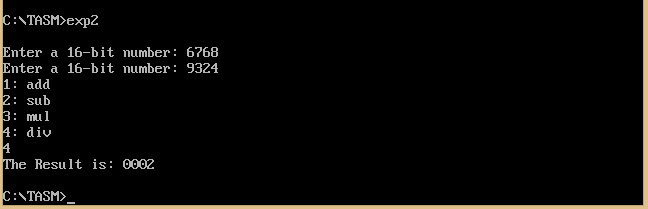 C:\TASM>exp2
Enter a 16-bit number: 6768
Enter a 16-bit number: 9324
1: add
2: sub
3: mul
4: div
4
The Result is: 0002
C:\TASM>_